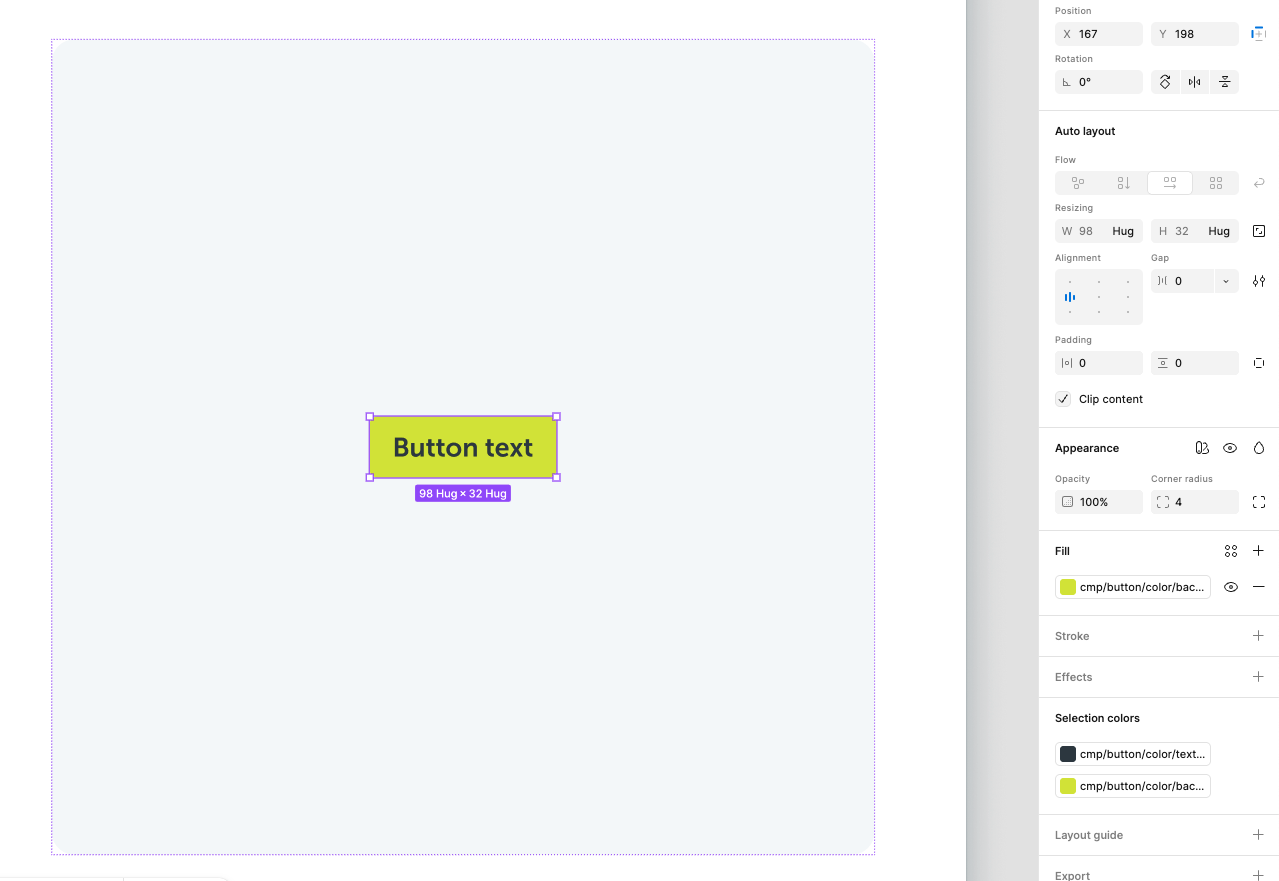 Position
X 167
Y 198
Rotation
0°
Auto layout
Flow
Resizing
W 98 Hug
H 32 Hug
Alignment
Gap
0
Padding
0
0
Clip content
Appearance
Opacity
Corner radius
100%
4
Fill
cmp/button/color/bac...
Stroke
Effects
Selection colors
cmp/button/color/text...
cmp/button/color/bac...
Layout guide
Export
Button text
98 Hug × 32 Hug